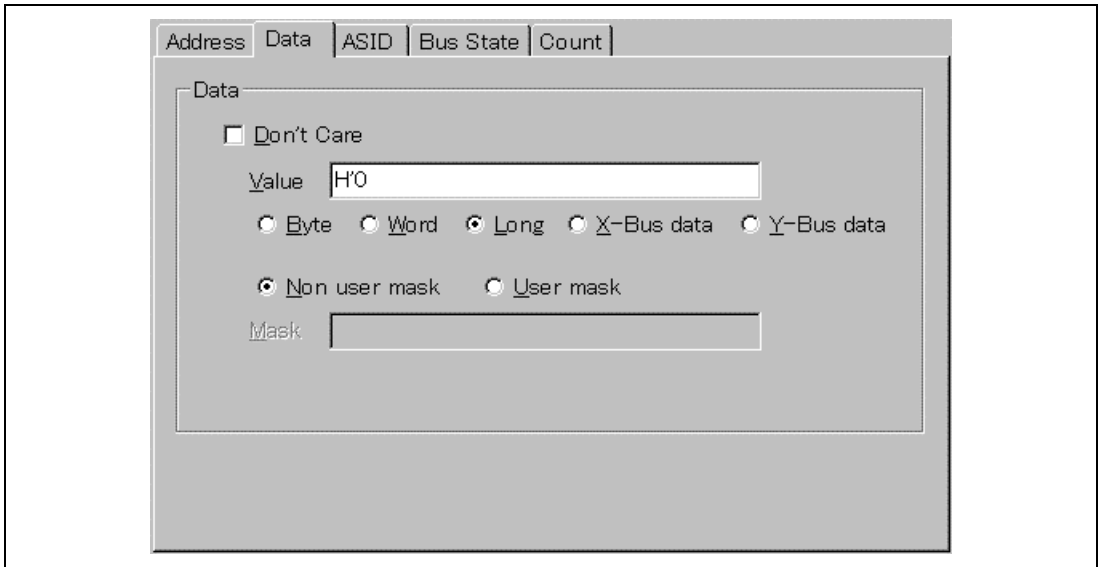 Address Data ASID Bus State Count
Data
Don't Care
Value H'0
Byte Word Long X-Bus data Y-Bus data
Non user mask User mask
Mask